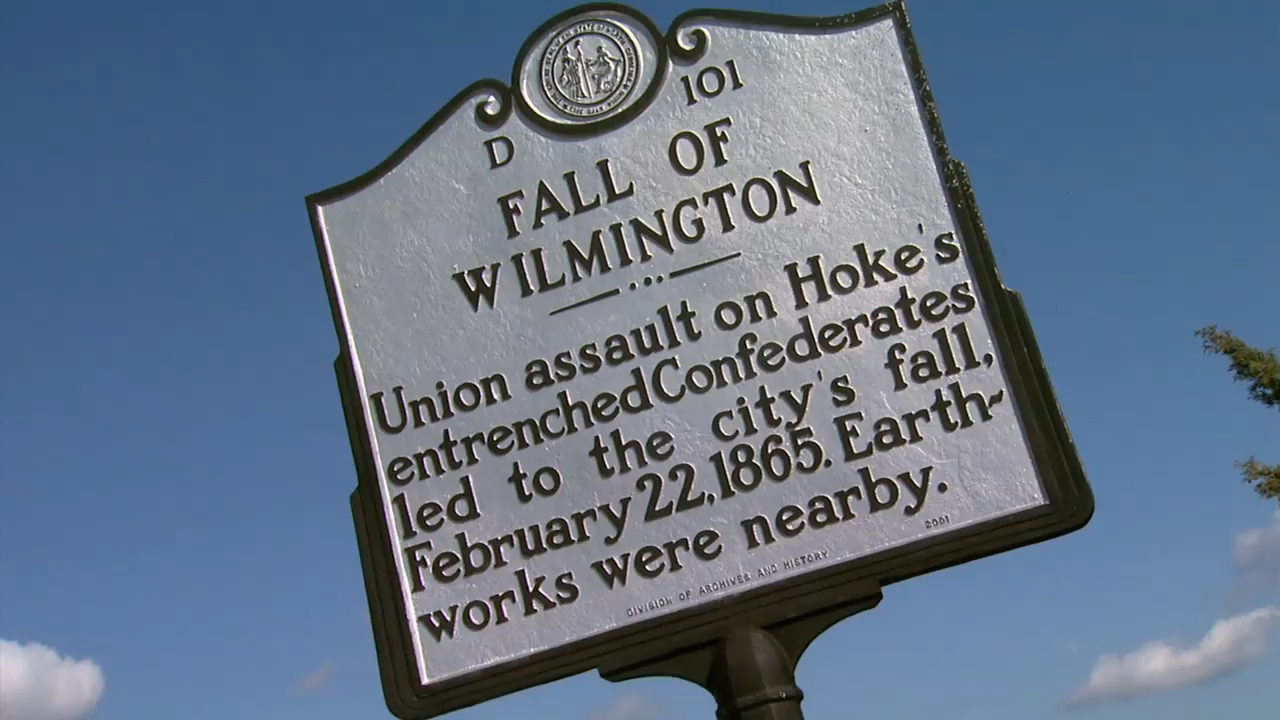 D 101
FALL OF
WILMINGTON
Union assault on Hoke's
entrenched Confederates
led to the city's fall,
February 22, 1865. Earth-
works were nearby.
DIVISION OF ARCHIVES AND HISTORY 2001